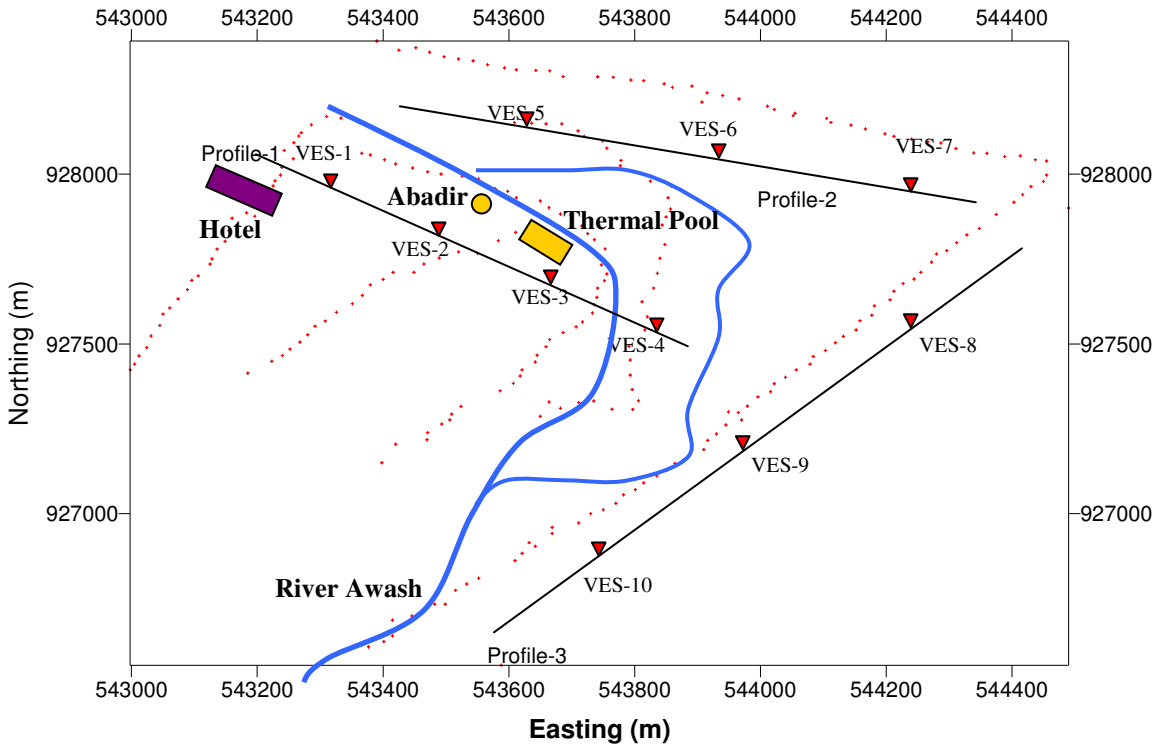 543000 543200 543400 543600 543800 544000 544200 544400
VES-5
VES-6
VES-7
Profile-1
VES-1
928000
928000
Abadir
Profile-2
Hotel
Thermal Pool
VES-2
VES-3
Northing (m)
927500
VES-4
VES-8
927500
VES-9
927000
927000
River Awash
VES-10
Profile-3
543000 543200 543400 543600 543800 544000 544200 544400
Easting (m)